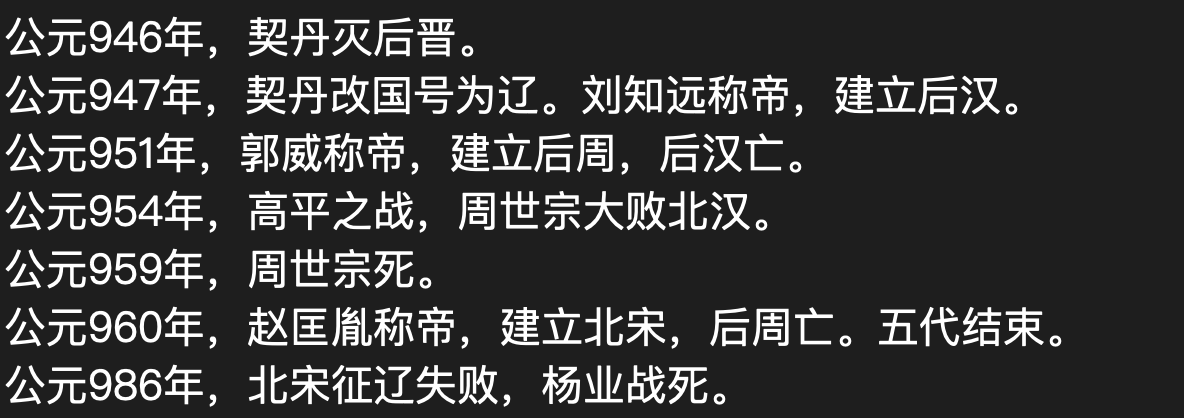 公元946年，契丹灭后晋。
公元947年，契丹改国号为辽。刘知远称帝，建立后汉。
公元951年，郭威称帝，建立后周，后汉亡。
公元954年，高平之战，周世宗大败北汉。
公元959年，周世宗死。
公元960年，赵匡胤称帝，建立北宋，后周亡。五代结束。
公元986年，北宋征辽失败，杨业战死。